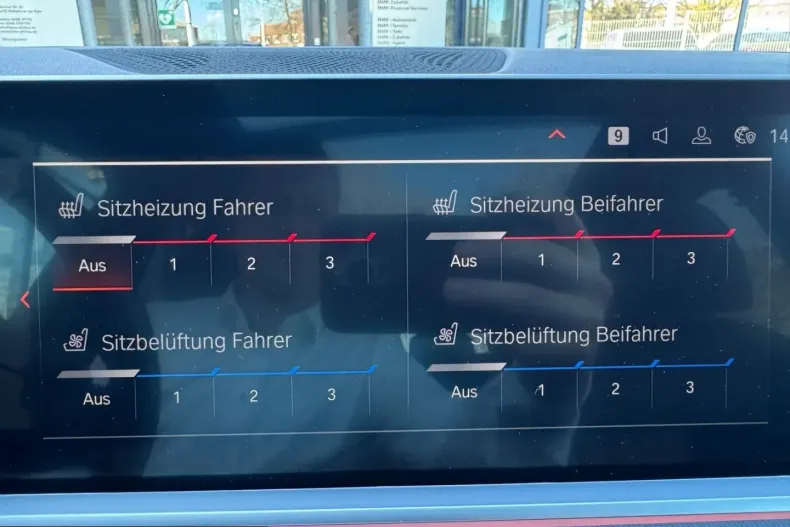 9
14
Sitzheizung Fahrer
Aus 1 2 3
Sitzheizung Beifahrer
Aus 1 2 3
Sitzbelüftung Fahrer
Aus 1 2 3
Sitzbelüftung Beifahrer
Aus 1 2 3